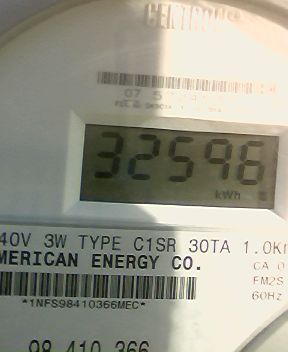 CENTRON®
32596
kWh
40V 3W TYPE C1SR 30TA 1.0K
MERICAN ENERGY CO.
CA 0
FM2S
60Hz
*1NFS98410366MEC*
98 410 366